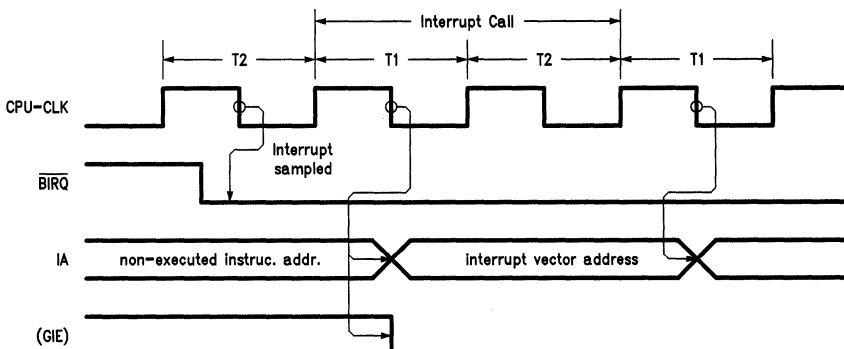 Interrupt Call
T2
T1
T2
T1
CPU-CLK
Interrupt
sampled
BIRQ
IA
non-executed instruc. addr.
interrupt vector address
(GIE)